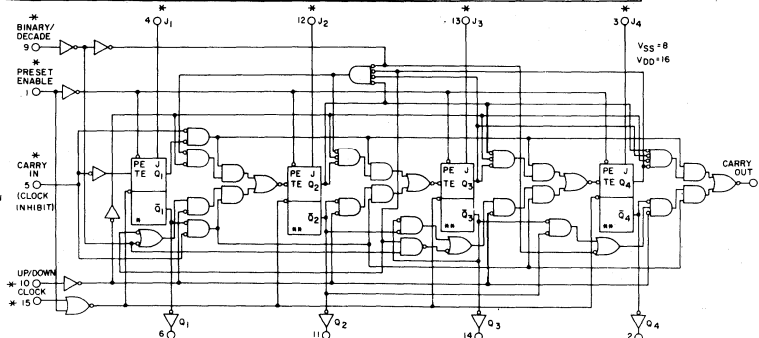 * 4 J1
* 12 J2
* 13 J3
* 3 J4
* BINARY/ DECADE 9
VSS=8
VDD=16
* PRESET ENABLE 1
* CARRY IN 5 (CLOCK INHIBIT)
PE J TE Q1 Q̅1 *
PE J TE Q2 Q̅2 **
PE J TE Q3 Q̅3 **
PE J TE Q4 Q̅4 **
CARRY OUT
UP/DOWN * 10
CLOCK * 15
Q1 6
Q2 11
Q3 14
Q4 2